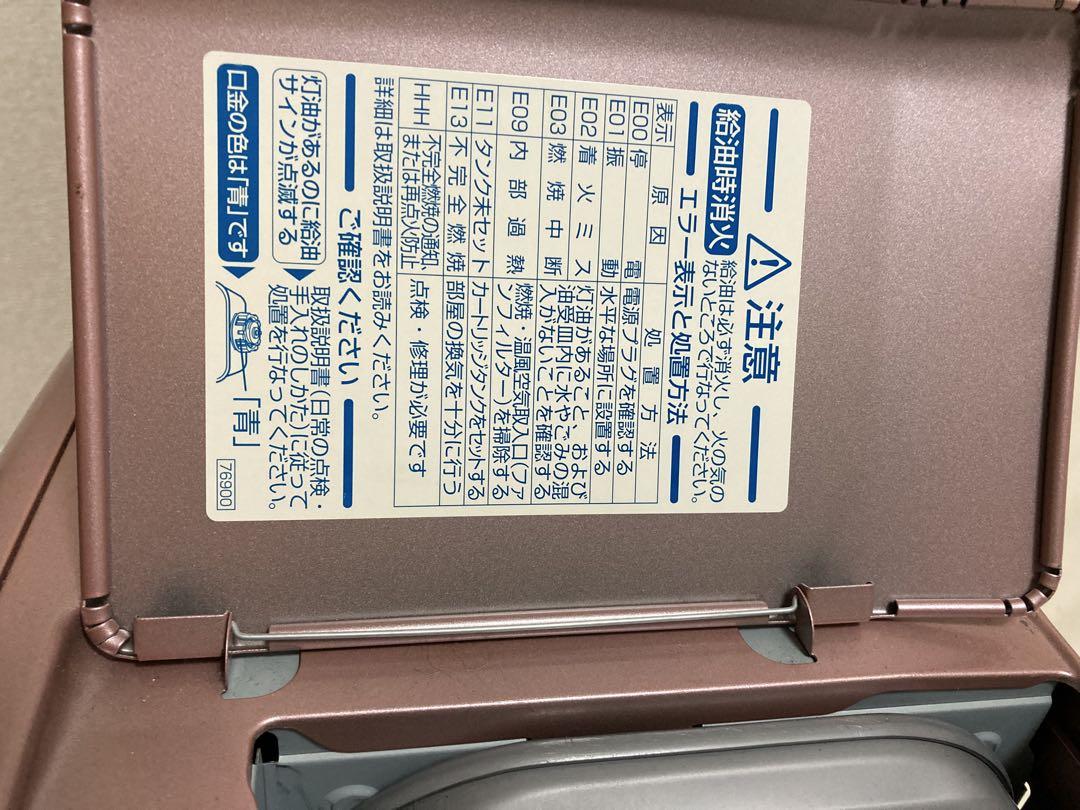 注意
給油時消火
給油は必ず消火し、火の気の
ないところで行なってください。
エラー表示と処置方法
表示 原因 処置方法
E00 停電 電源プラグを確認する
E01 振動 水平な場所に設置する
E02 着火ミス 灯油があること、および
E03 燃焼中断 油受皿内に水やごみの混
入がないことを確認する
E09 内部過熱 燃焼・温風空気取入口(ファ
ンフィルター)を掃除する
E11 タンク未セット カートリッジタンクをセットする
E13 不完全燃焼 部屋の換気を十分に行う
HHH 不完全燃焼の通知、
または再点火防止 点検・修理が必要です
詳細は取扱説明書をお読みください。
ご確認ください
灯油があるのに給油
サインが点滅する
取扱説明書(日常の点検・
手入れのしかた)に従って
処置を行なってください。
口金の色は「青」です
「青」
76900